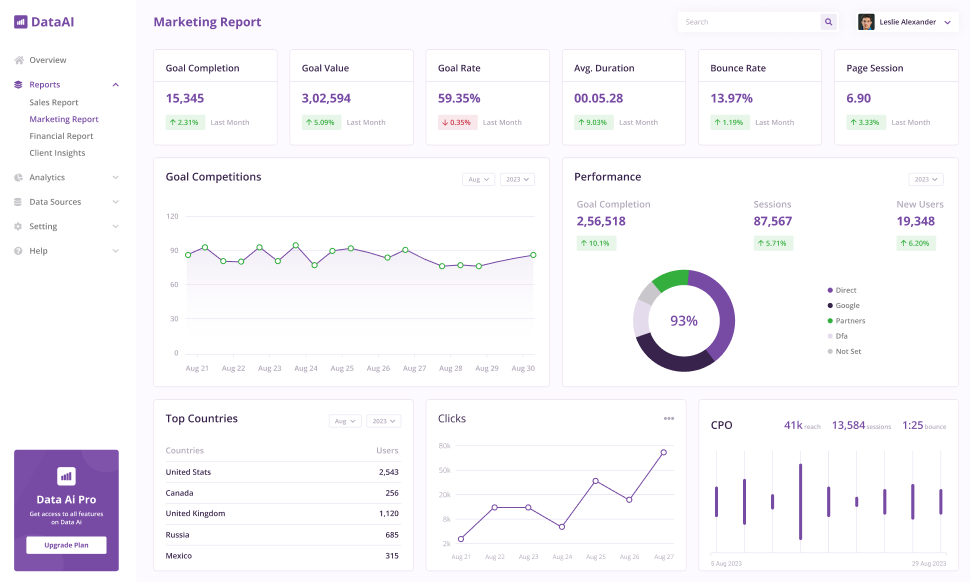 DataAI
Overview
Reports
Sales Report
Marketing Report
Financial Report
Client Insights
Analytics
Data Sources
Setting
Help
Data Ai Pro
Get access to all features
on Data Ai
Upgrade Plan
Marketing Report
Search
Leslie Alexander
Goal Completion
15,345
2.31% Last Month
Goal Value
3,02,594
5.09% Last Month
Goal Rate
59.35%
0.35% Last Month
Avg. Duration
00.05.28
9.03% Last Month
Bounce Rate
13.97%
1.19% Last Month
Page Session
6.90
3.33% Last Month
Goal Competitions
Aug 2023
120
90
60
30
0
Aug 21 Aug 22 Aug 23 Aug 24 Aug 25 Aug 26 Aug 27 Aug 28 Aug 29 Aug 30
Performance
2023
Goal Completion Sessions New Users
2,56,518 87,567 19,348
10.1% 5.71% 6.20%
93%
Direct
Google
Partners
Dfa
Not Set
Top Countries
Aug 2023
Countries Users
United Stats 2,543
Canada 256
United Kingdom 1,120
Russia 685
Mexico 315
Clicks
80k
50k
20k
8k
2k
Aug 21 Aug 22 Aug 23 Aug 24 Aug 25 Aug 26 Aug 27
CPO 41k reach 13,584 sessions 1:25 bounce
5 Aug 2023 29 Aug 2023